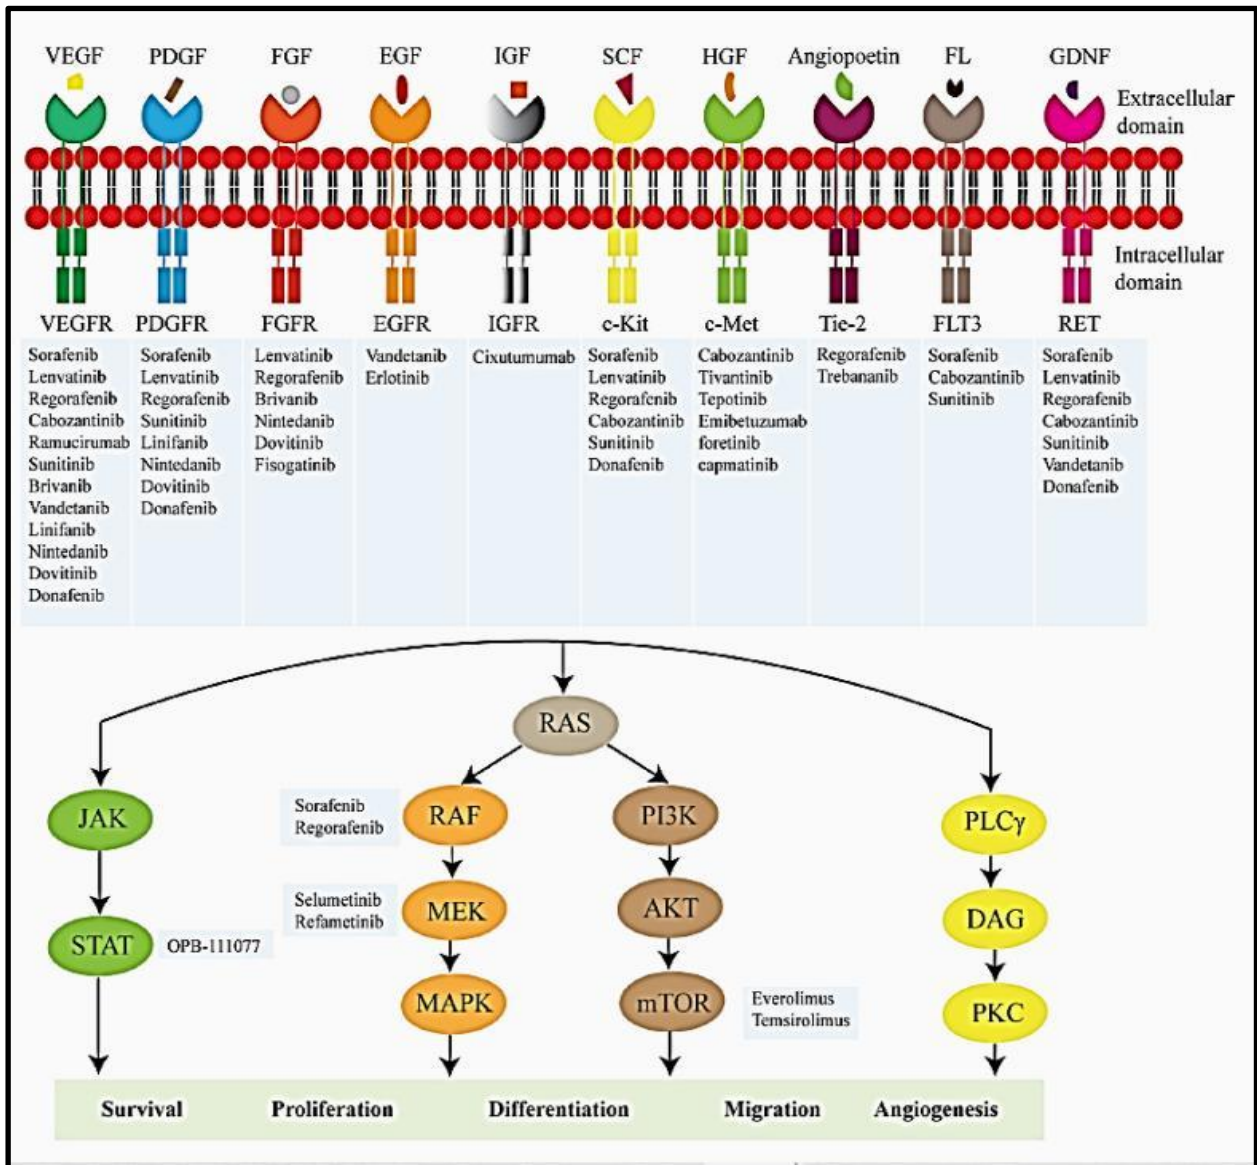 VEGF PDGF FGF EGF IGF SCF HGF Angiopoetin FL GDNF
Extracellular
domain
Intracellular
domain
VEGFR PDGFR FGFR EGFR IGFR c-Kit c-Met Tie-2 FLT3 RET
Sorafenib
Lenvatinib
Regorafenib
Cabozantinib
Ramucirumab
Sunitinib
Brivanib
Vandetanib
Linifanib
Nintedanib
Dovitinib
Donafenib
Sorafenib
Lenvatinib
Regorafenib
Sunitinib
Linifanib
Nintedanib
Dovitinib
Donafenib
Lenvatinib
Regorafenib
Brivanib
Nintedanib
Dovitinib
Fisogatinib
Vandetanib
Erlotinib
Cixutumumab
Sorafenib
Lenvatinib
Regorafenib
Cabozantinib
Sunitinib
Donafenib
Cabozantinib
Tivantinib
Tepotinib
Emibetuzumab
foretinib
capmatinib
Regorafenib
Trebananib
Sorafenib
Cabozantinib
Sunitinib
Sorafenib
Lenvatinib
Regorafenib
Cabozantinib
Sunitinib
Vandetanib
Donafenib
RAS
JAK
STAT
OPB-111077
Sorafenib
Regorafenib
RAF
Selumetinib
Refametinib
MEK
MAPK
PI3K
AKT
mTOR
Everolimus
Temsirolimus
PLCγ
DAG
PKC
Survival Proliferation Differentiation Migration Angiogenesis